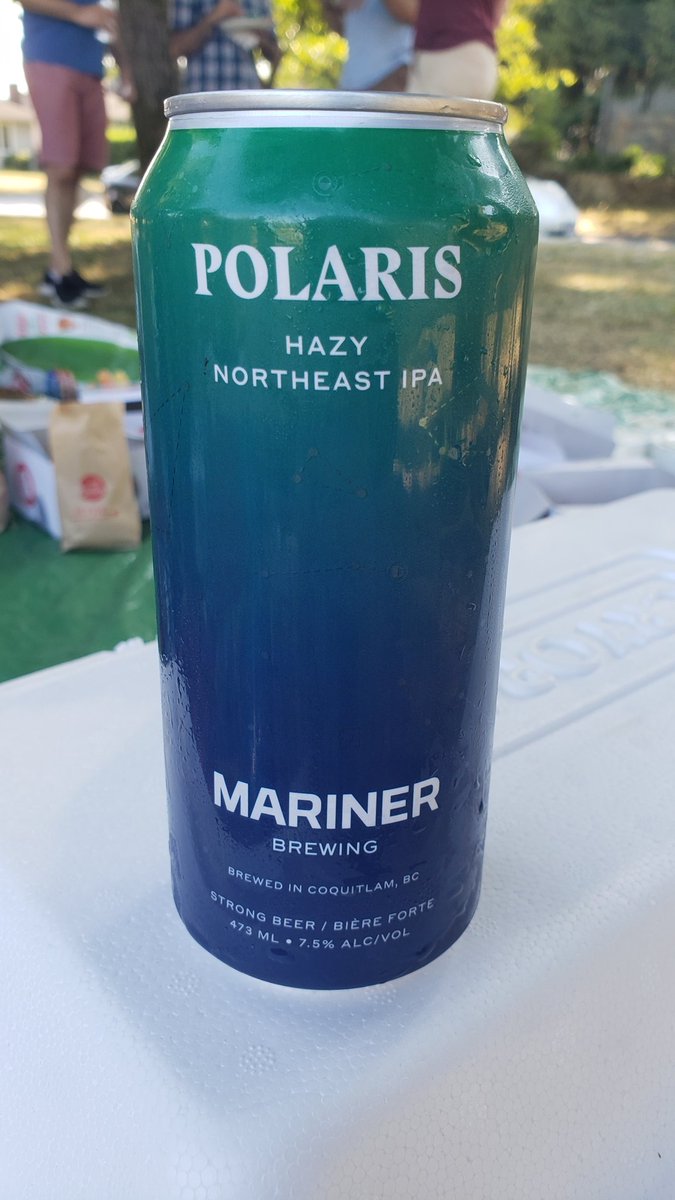 POLARIS
HAZY
NORTHEAST IPA
MARINER
BREWING
BREWED IN COQUITLAM, BC
STRONG BEER / BIÈRE FORTE
473 ML • 7.5% ALC/VOL